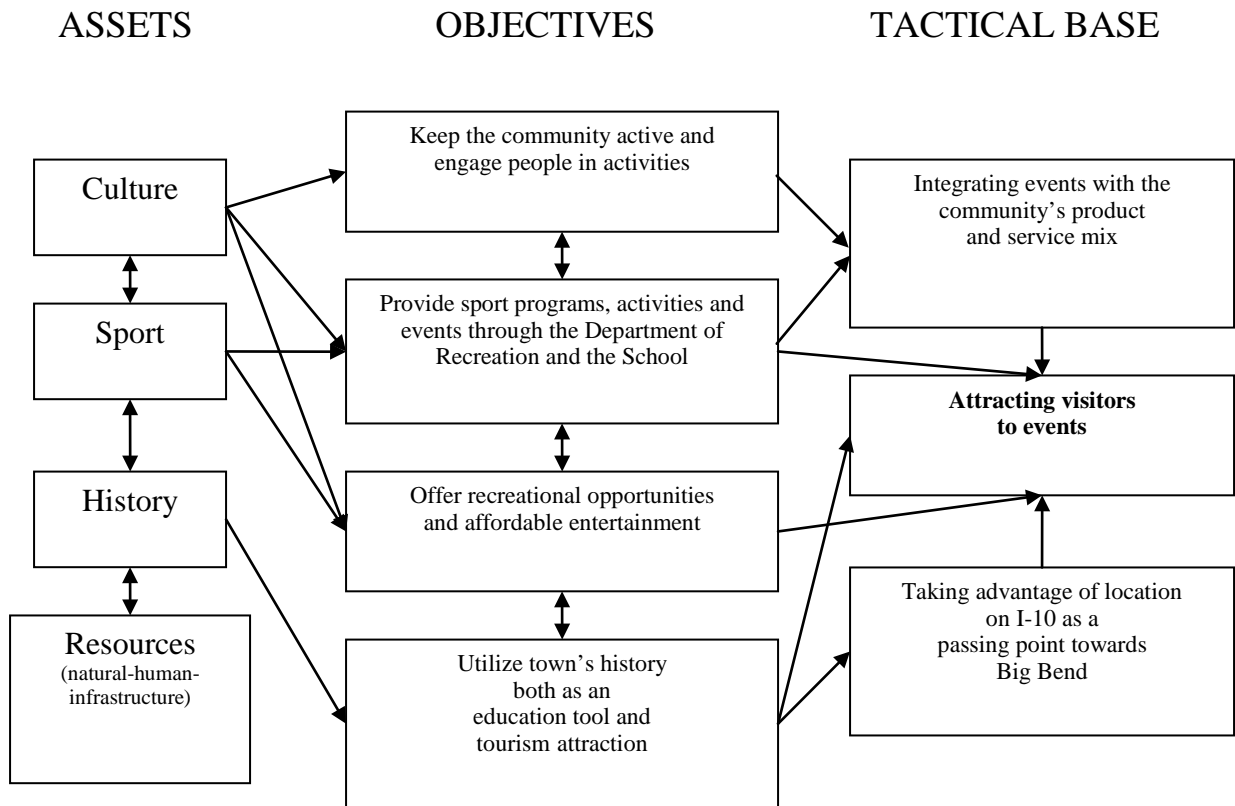 ASSETS
OBJECTIVES
TACTICAL BASE
Culture
Sport
History
Resources
(natural-human-
infrastructure)
Keep the community active and
engage people in activities
Provide sport programs, activities and
events through the Department of
Recreation and the School
Offer recreational opportunities
and affordable entertainment
Utilize town’s history
both as an
education tool and
tourism attraction
Integrating events with the
community’s product
and service mix
Attracting visitors
to events
Taking advantage of location
on I-10 as a
passing point towards
Big Bend